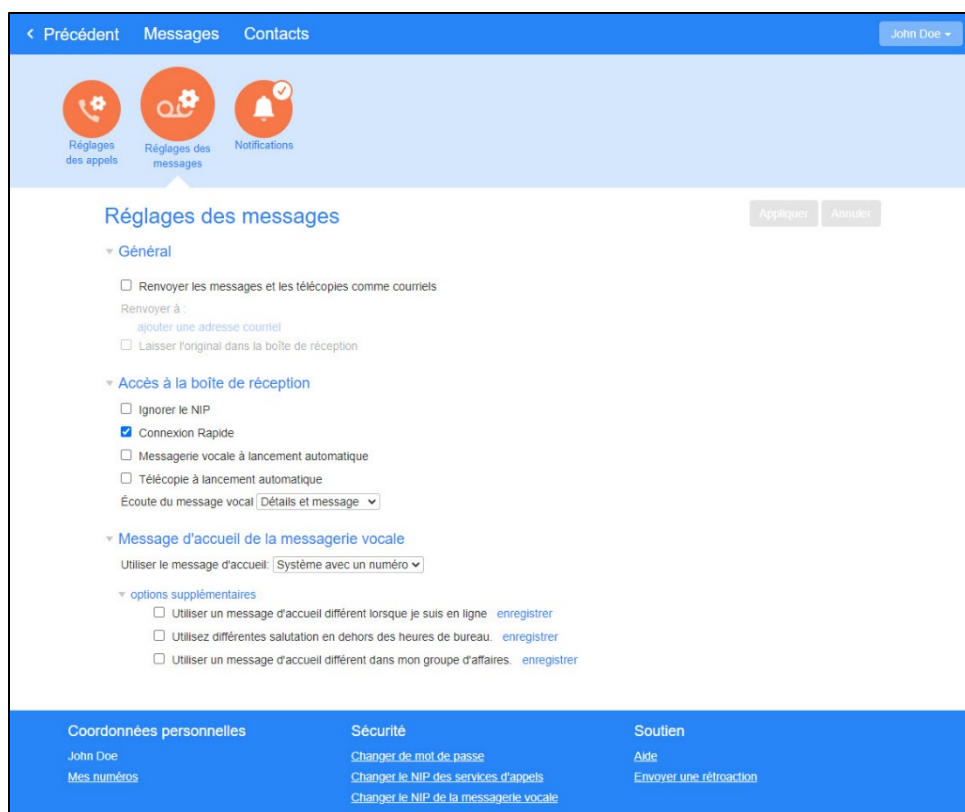 Précédent Messages Contacts John Doe
Réglages des appels
Réglages des messages
Notifications
Réglages des messages
Appliquer Annuler
Général
Renvoyer les messages et les télécopies comme courriels
Renvoyer à :
ajouter une adresse courriel
Laisser l'original dans la boîte de réception
Accès à la boîte de réception
Ignorer le NIP
Connexion Rapide
Messagerie vocale à lancement automatique
Télécopie à lancement automatique
Écoute du message vocal Détails et message
Message d'accueil de la messagerie vocale
Utiliser le message d'accueil: Système avec un numéro
options supplémentaires
Utiliser un message d'accueil différent lorsque je suis en ligne enregistrer
Utilisez différentes salutation en dehors des heures de bureau. enregistrer
Utiliser un message d'accueil différent dans mon groupe d'affaires. enregistrer
Coordonnées personnelles
John Doe
Mes numéros
Sécurité
Changer de mot de passe
Changer le NIP des services d'appels
Changer le NIP de la messagerie vocale
Soutien
Aide
Envoyer une rétroaction